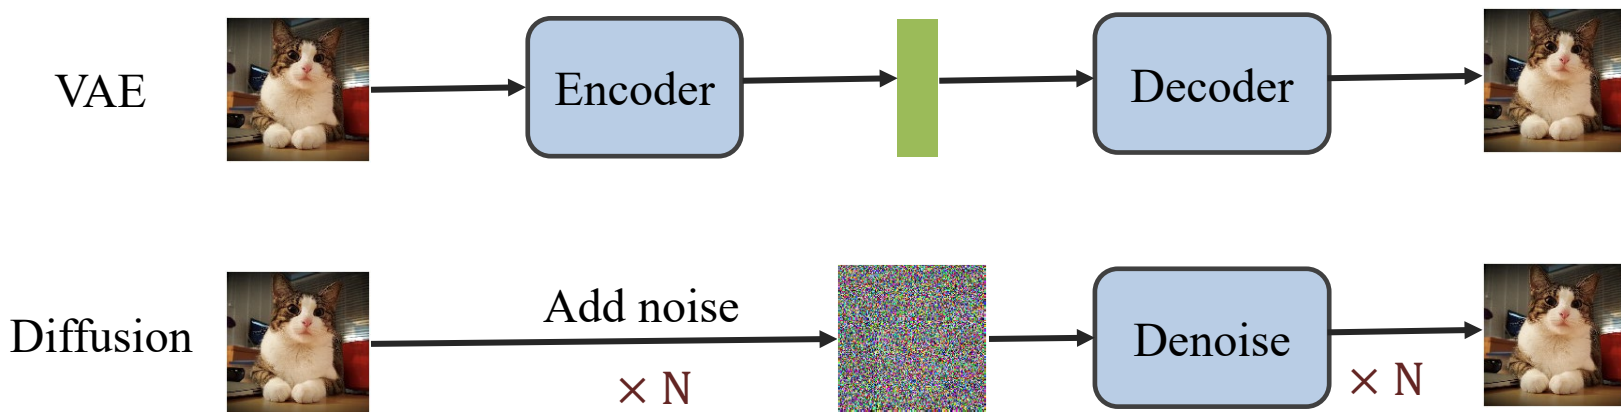 VAE
Encoder
Decoder
Diffusion
Add noise
× N
Denoise
× N